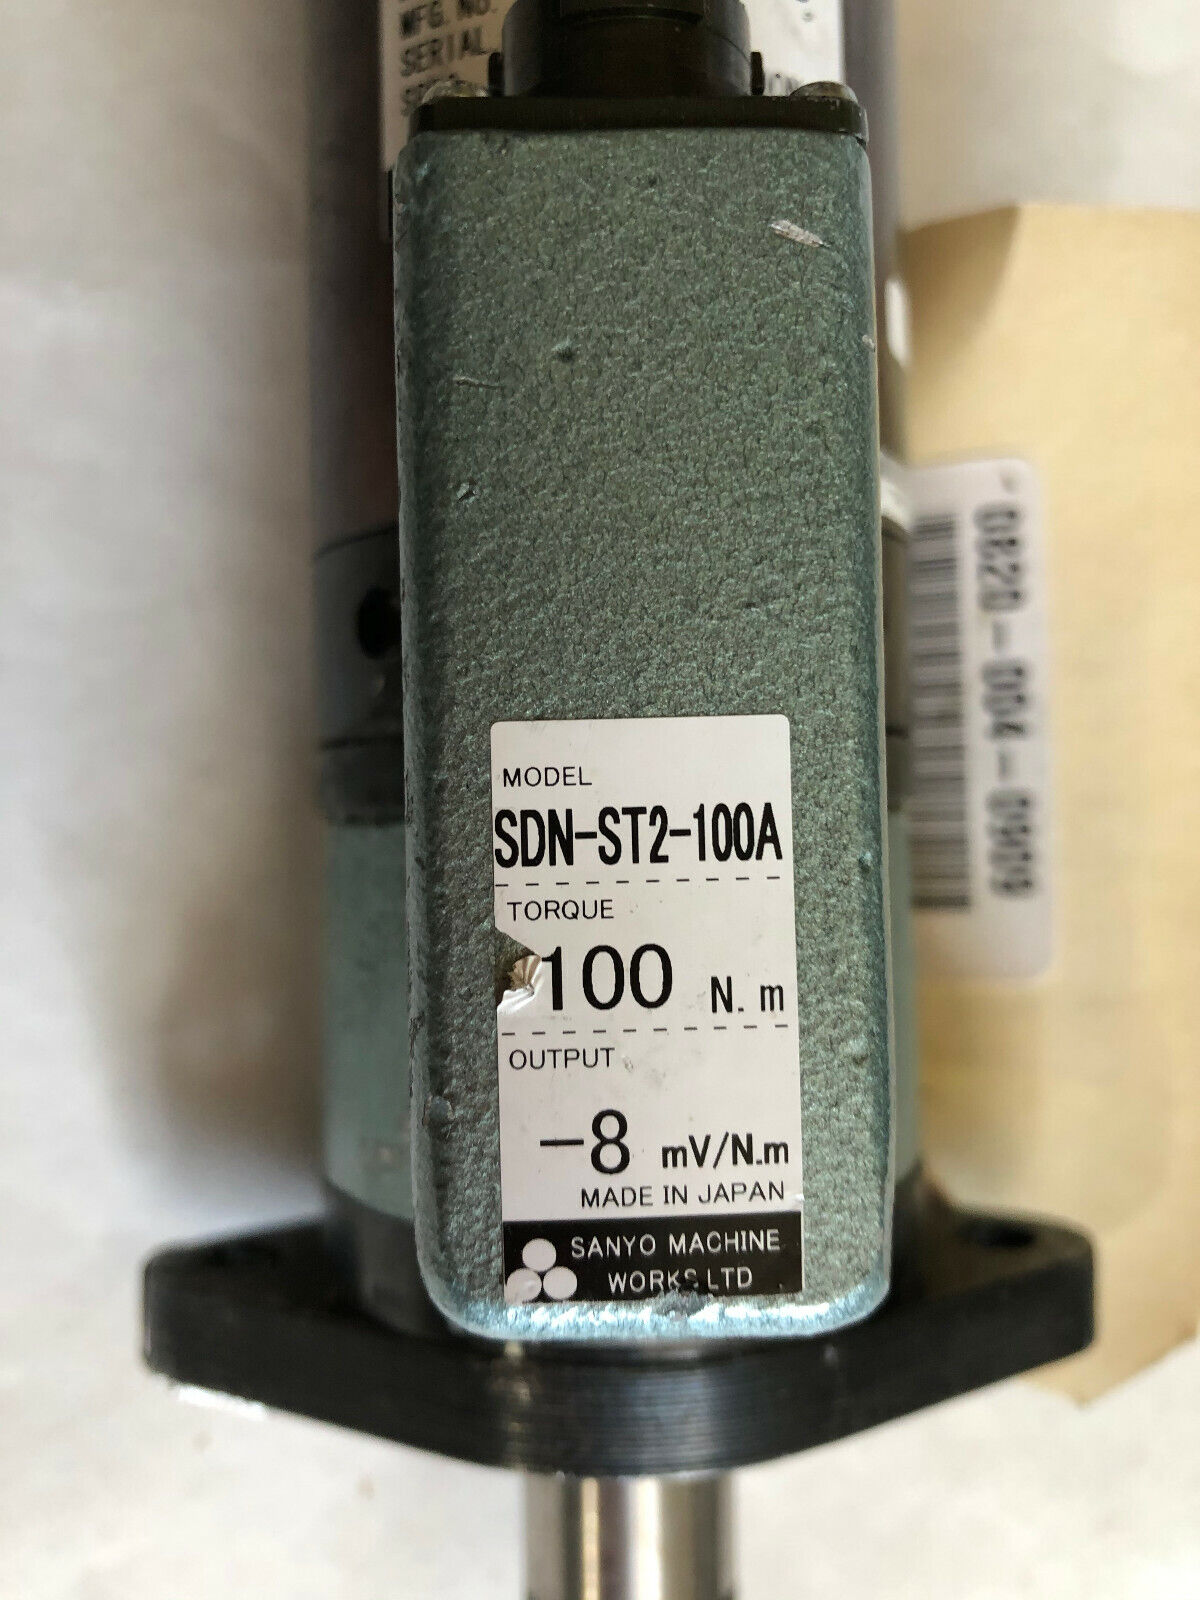 MFG. NO.
SERIAL
MODEL
SDN-ST2-100A
TORQUE
100 N.m
OUTPUT
-8 mV/N.m
MADE IN JAPAN
SANYO MACHINE
WORKS LTD
0820-004-0909